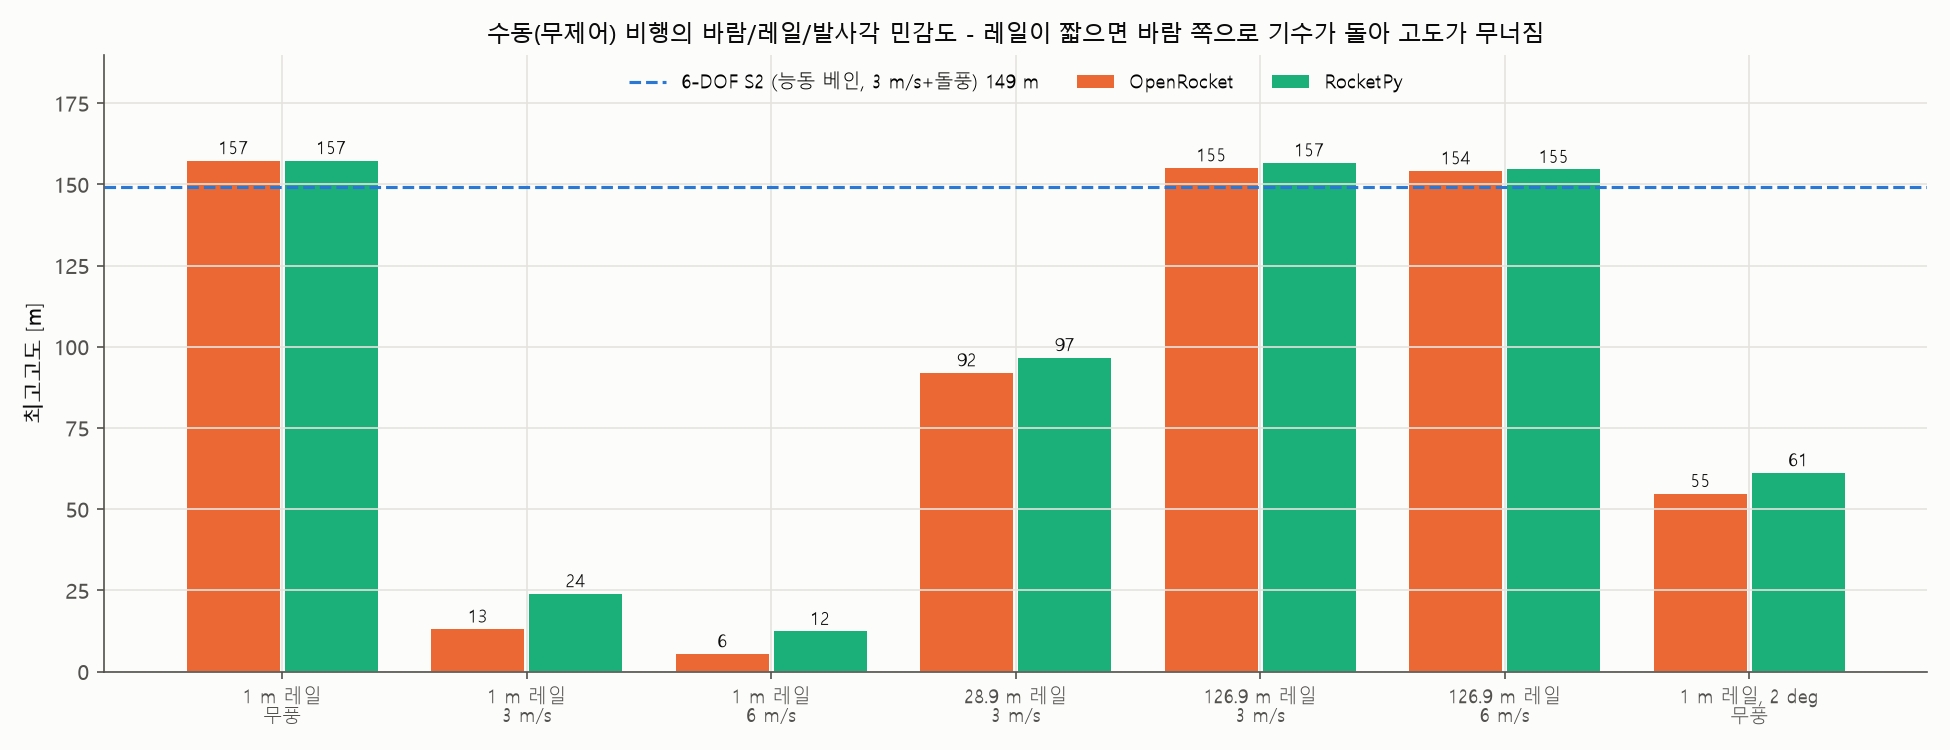 수동(무제어) 비행의 바람/레일/발사각 민감도 - 레일이 짧으면 바람 쪽으로 기수가 돌아 고도가 무너짐
6-DOF S2 (능동 베인, 3 m/s+돌풍) 149 m
OpenRocket
RocketPy
최고고도 [m]
175
150
125
100
75
50
25
0
157
157
13
24
6
12
92
97
155
157
154
155
55
61
1 m 레일
무풍
1 m 레일
3 m/s
1 m 레일
6 m/s
28.9 m 레일
3 m/s
126.9 m 레일
3 m/s
126.9 m 레일
6 m/s
1 m 레일, 2 deg
무풍